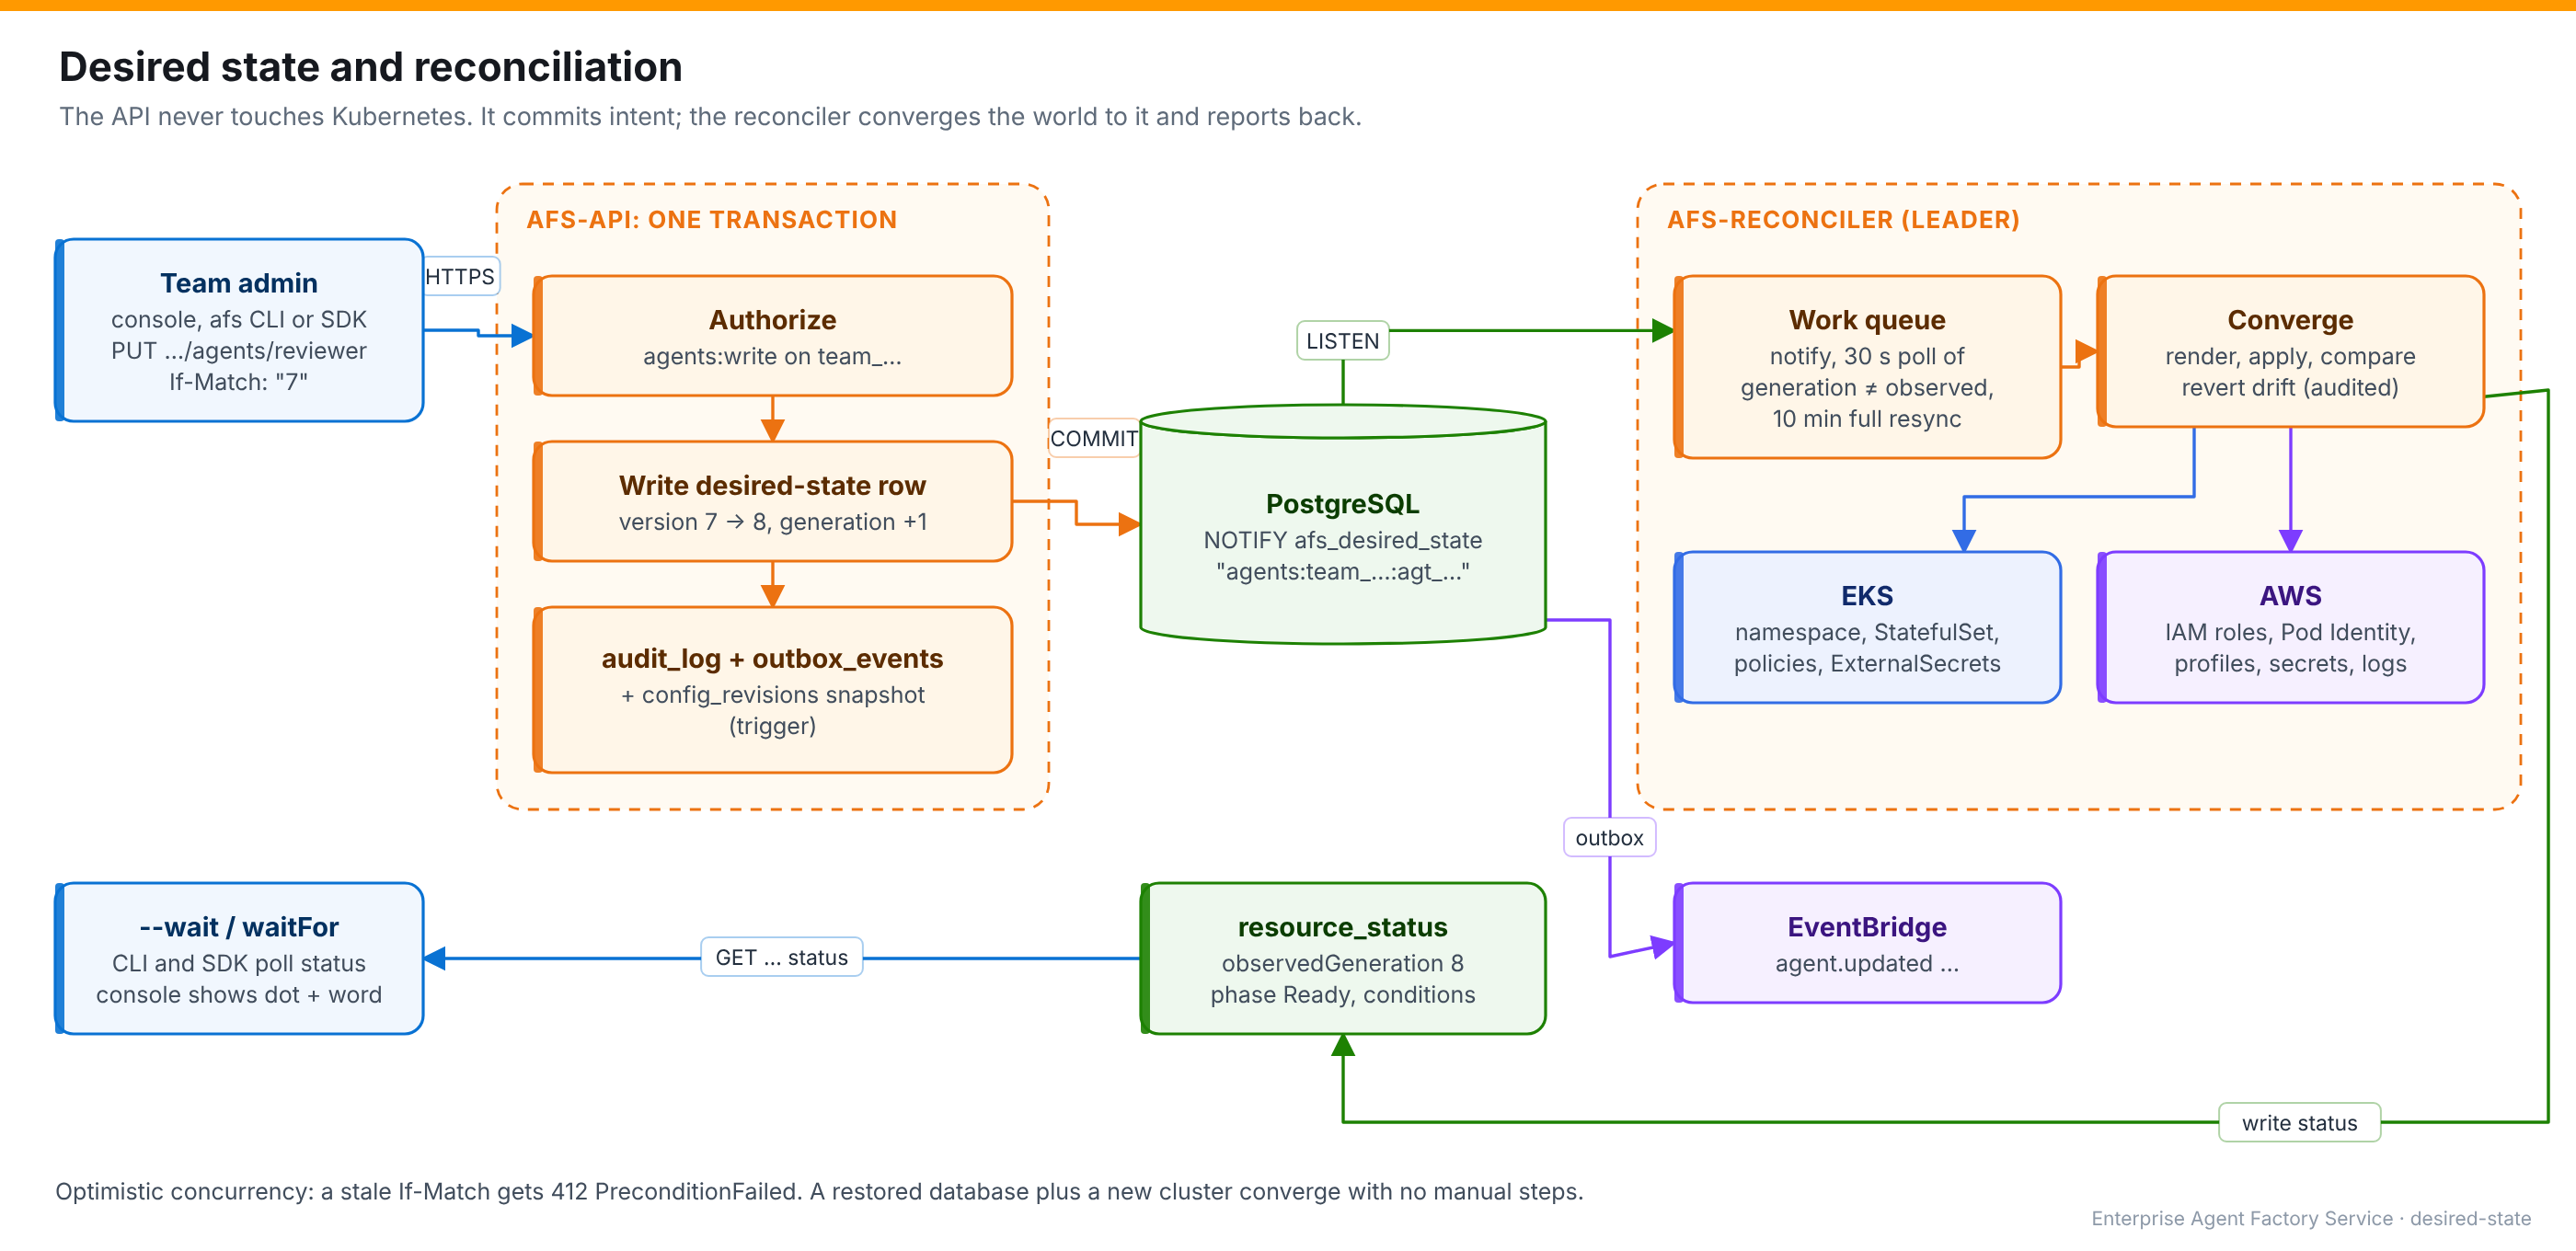 Desired state and reconciliation
The API never touches Kubernetes. It commits intent; the reconciler converges the world to it and reports back.
AFS-API: ONE TRANSACTION
AFS-RECONCILER (LEADER)
Team admin
console, afs CLI or SDK
PUT .../agents/reviewer
If-Match: "7"
HTTPS
Authorize
agents:write on team_...
Write desired-state row
version 7 → 8, generation +1
audit_log + outbox_events
+ config_revisions snapshot
(trigger)
COMMIT
LISTEN
PostgreSQL
NOTIFY afs_desired_state
"agents:team_...:agt_..."
Work queue
notify, 30 s poll of
generation ≠ observed,
10 min full resync
Converge
render, apply, compare
revert drift (audited)
EKS
namespace, StatefulSet,
policies, ExternalSecrets
AWS
IAM roles, Pod Identity,
profiles, secrets, logs
outbox
--wait / waitFor
CLI and SDK poll status
console shows dot + word
GET ... status
resource_status
observedGeneration 8
phase Ready, conditions
EventBridge
agent.updated ...
write status
Optimistic concurrency: a stale If-Match gets 412 PreconditionFailed. A restored database plus a new cluster converge with no manual steps.
Enterprise Agent Factory Service · desired-state